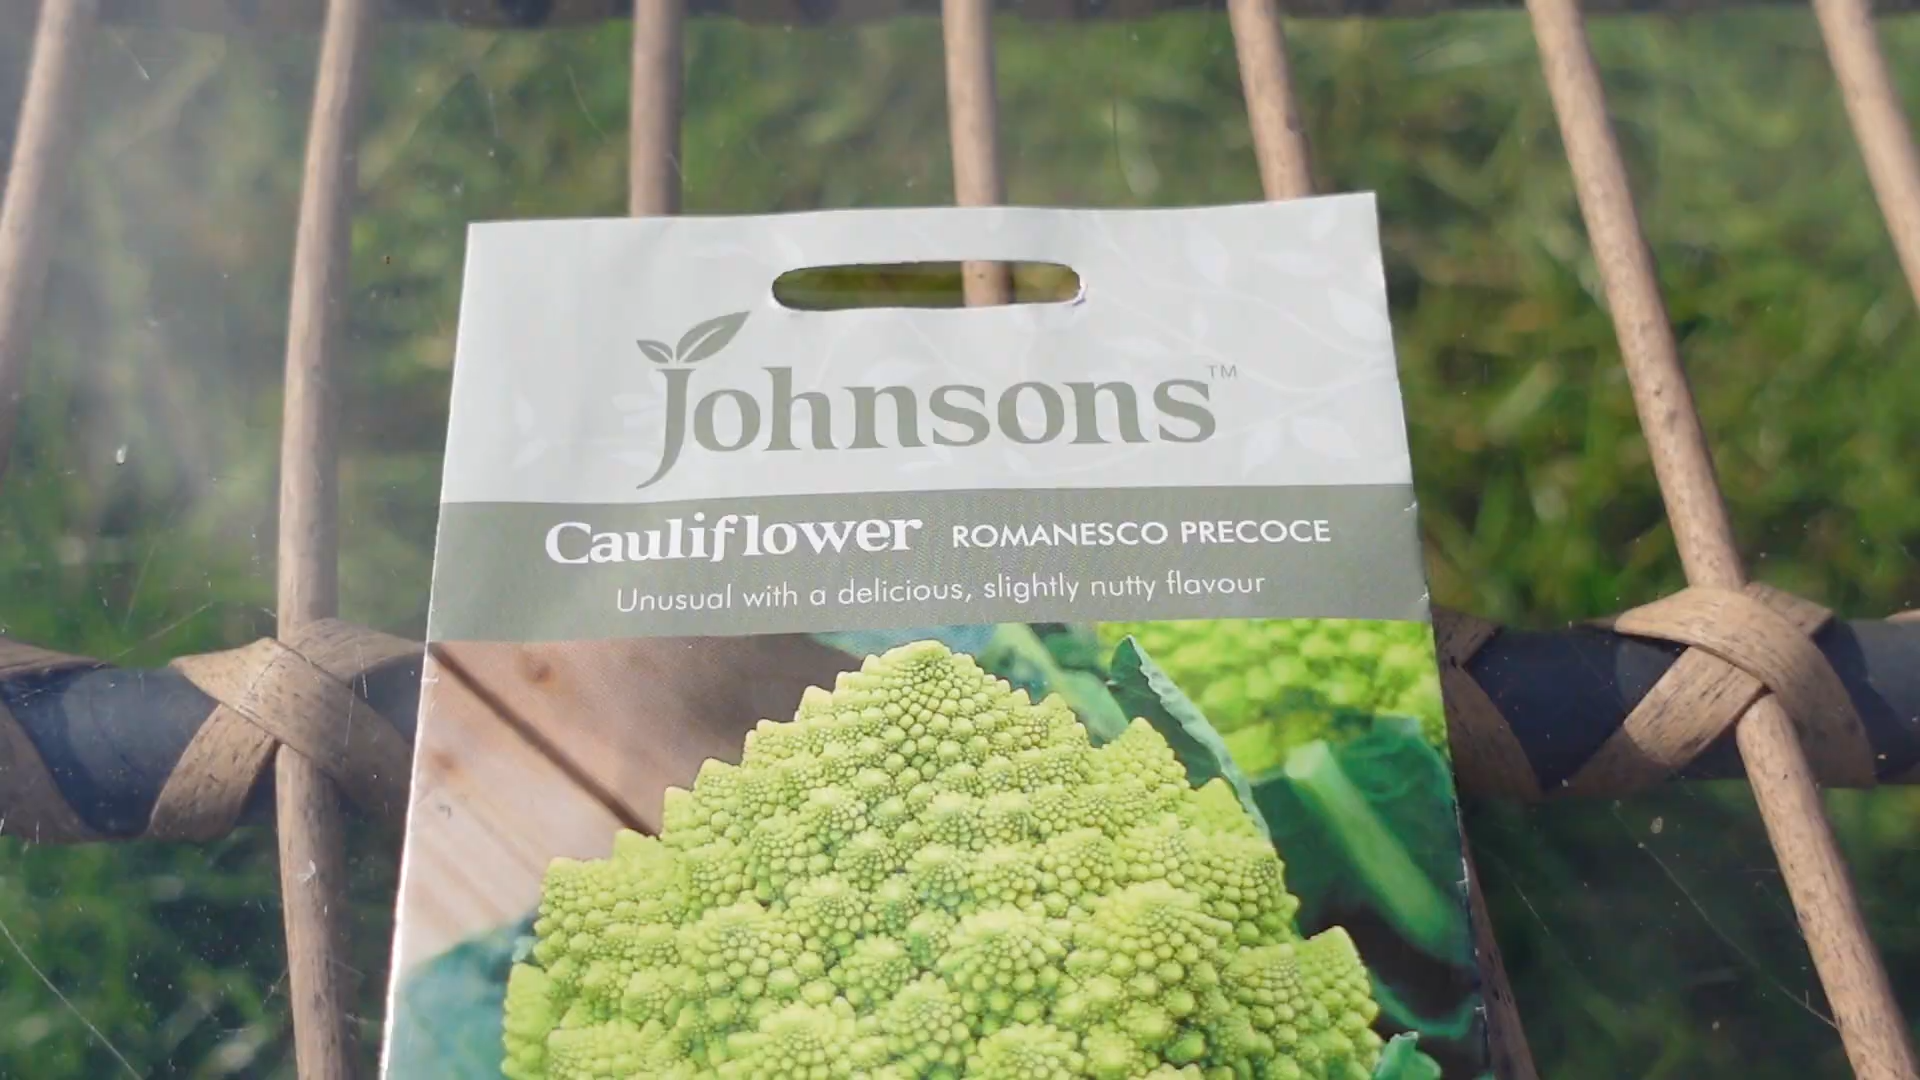 Johnsons™
Cauliflower ROMANESCO PRECOCE
Unusual with a delicious, slightly nutty flavour